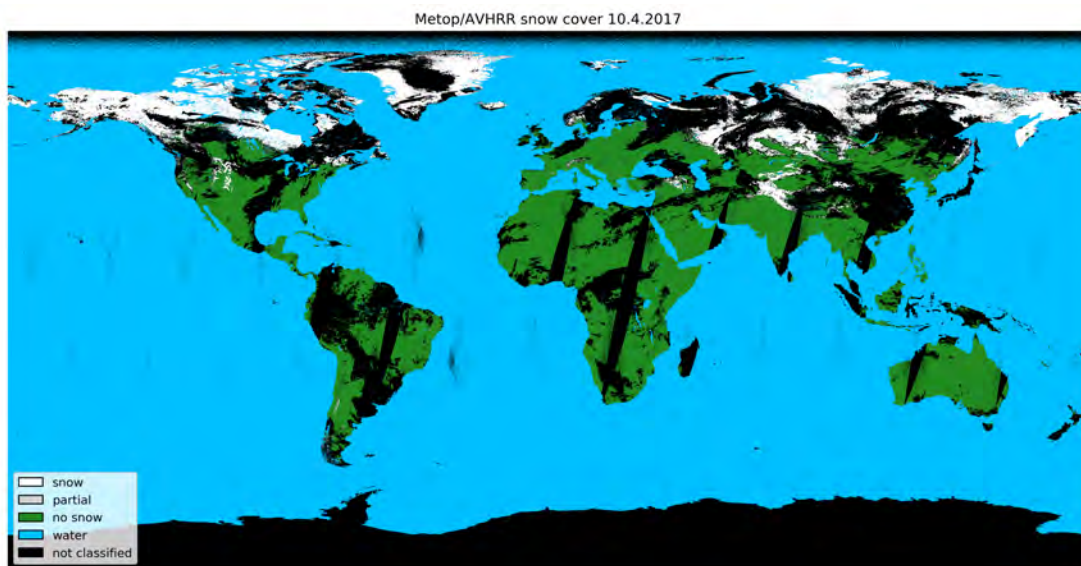 Metop/AVHRR snow cover 10.4.2017
snow
partial
no snow
water
not classified